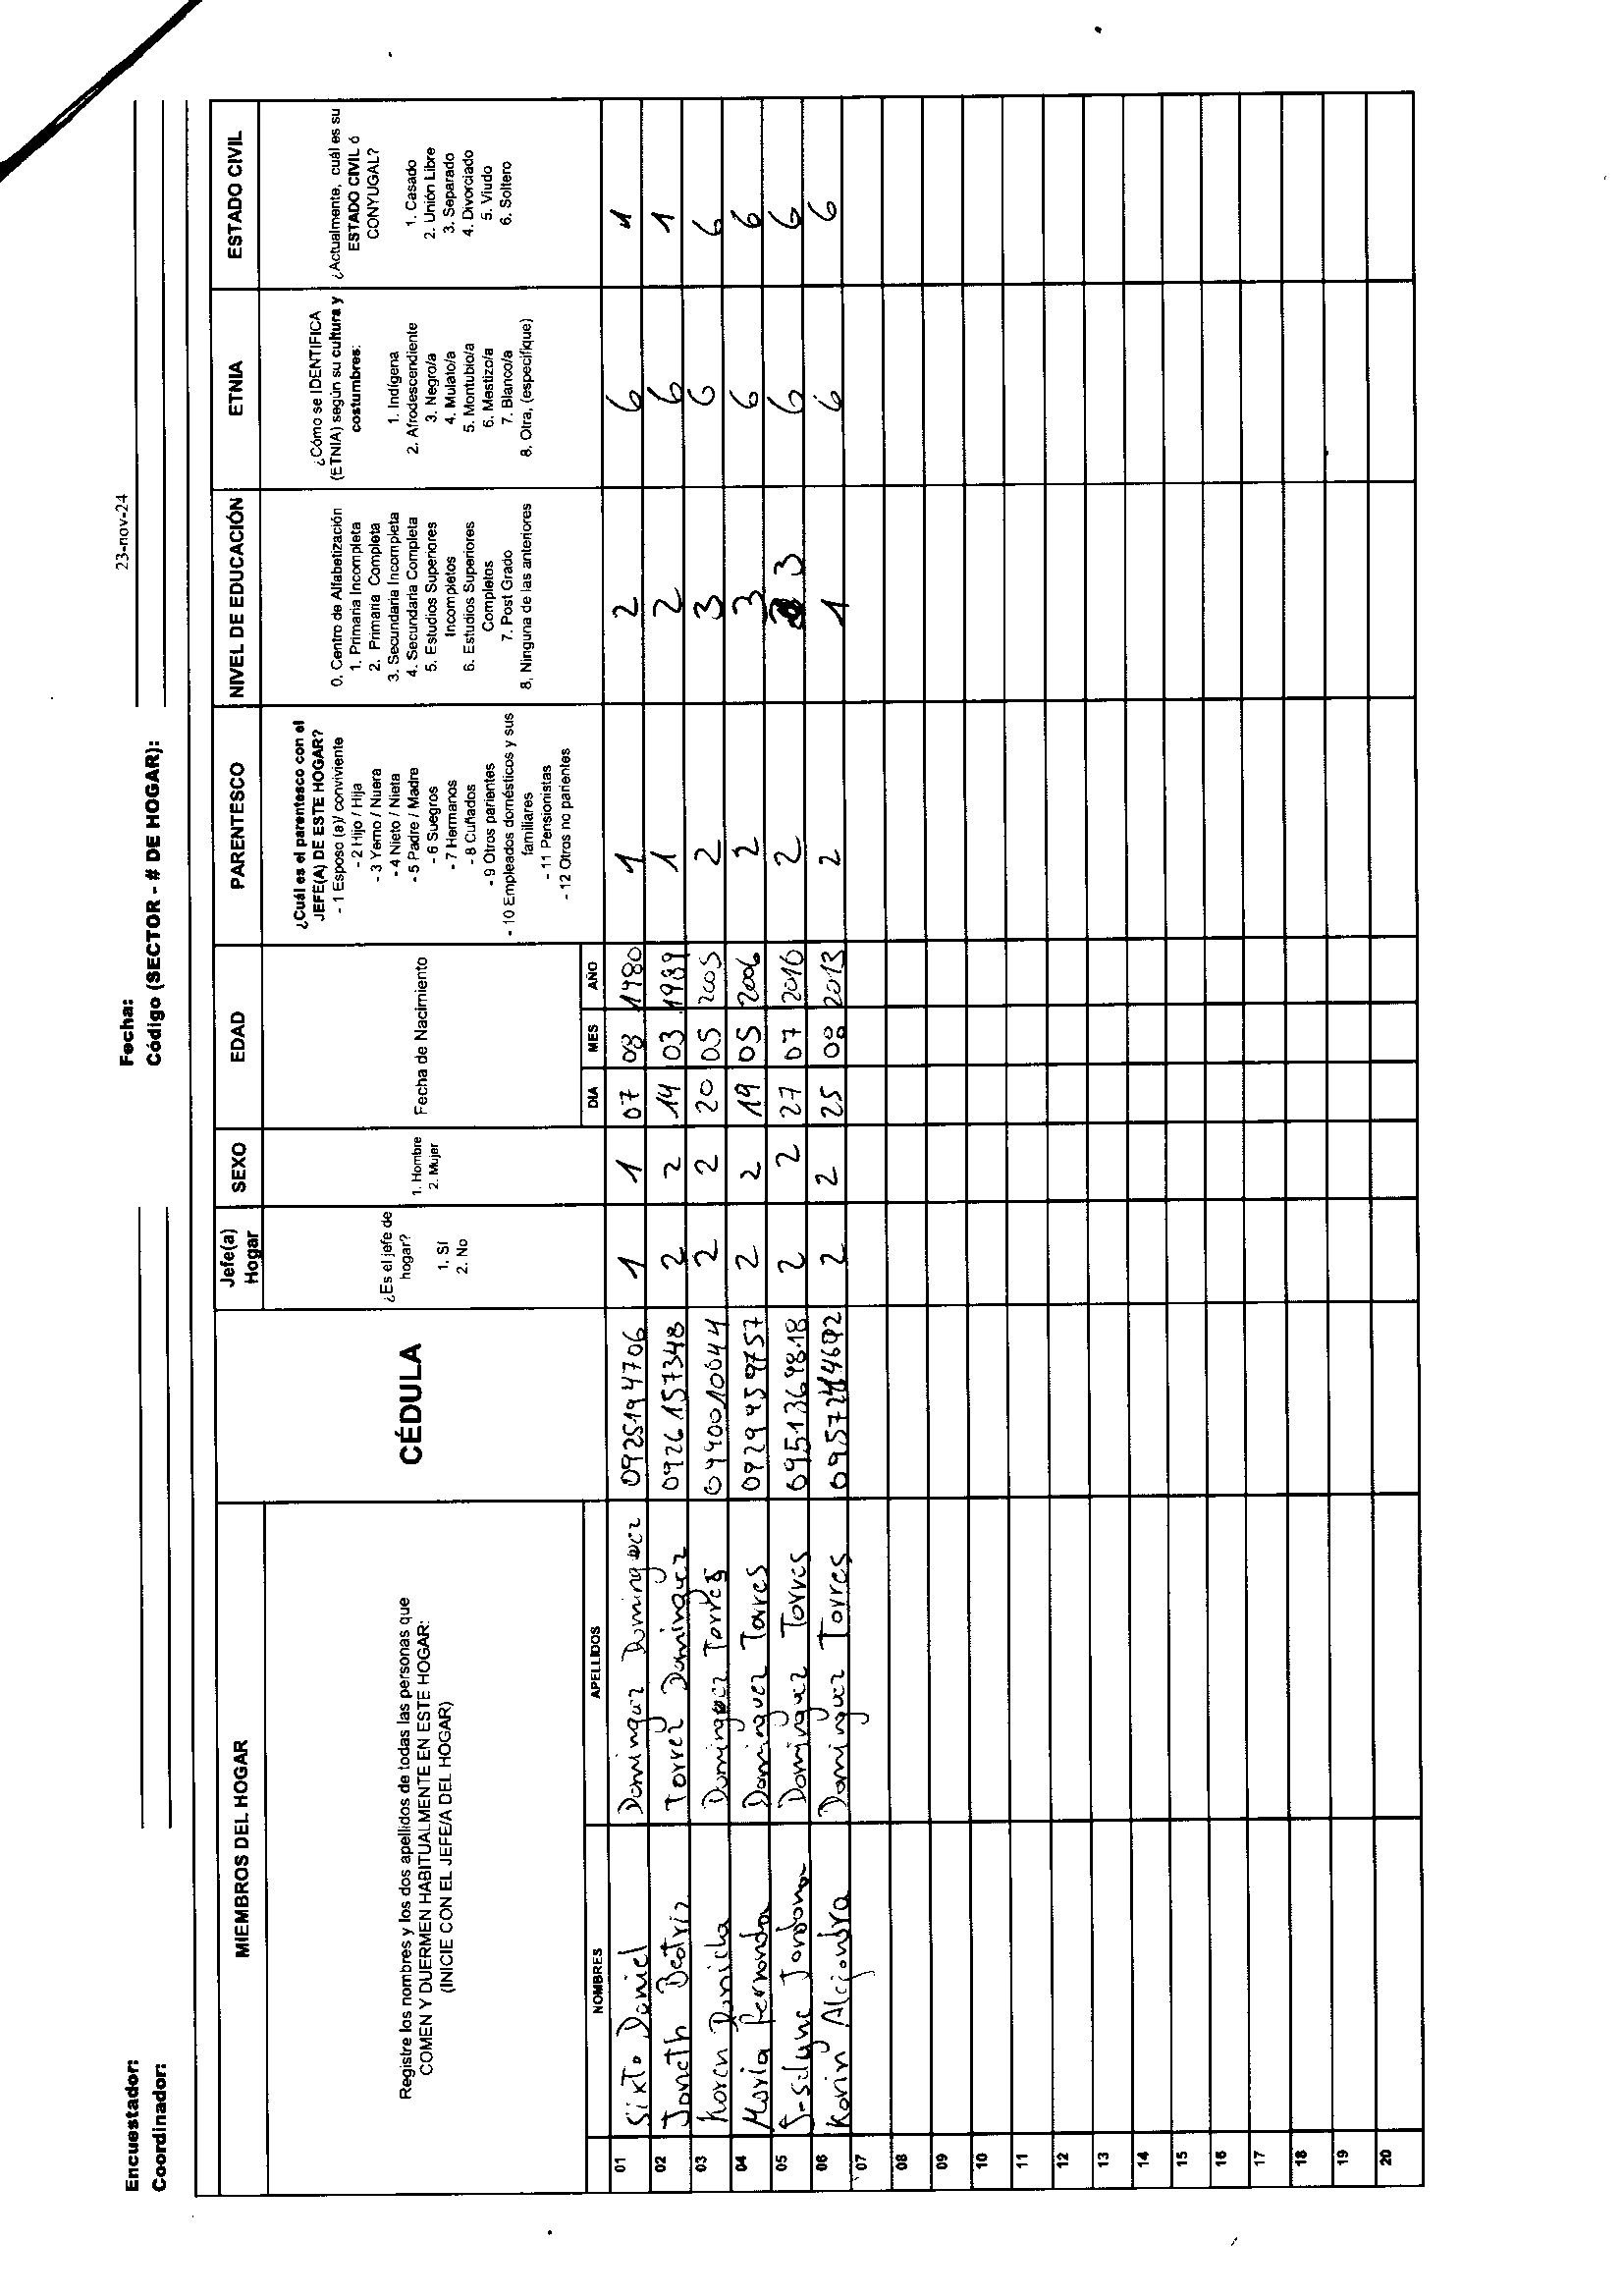 23-nov-24
Encuestador:
Fecha:
Coordinador:
Código (SECTOR - # DE HOGAR):
MIEMBROS DEL HOGAR
CÉDULA
Jefe(a) Hogar
SEXO
EDAD
PARENTESCO
NIVEL DE EDUCACIÓN
ETNIA
ESTADO CIVIL
Registre los nombres y los dos apellidos de todas las personas que
COMEN Y DUERMEN HABITUALMENTE EN ESTE HOGAR:
(INICIE CON EL JEFE/A DEL HOGAR)
¿Es el jefe de
hogar?
1. SI
2. No
1. Hombre
2. Mujer
Fecha de Nacimiento
¿Cuál es el parentesco con el
JEFE(A) DE ESTE HOGAR?
- 1 Esposo (a)/ conviviente
- 2 Hijo / Hija
- 3 Yerno / Nuera
- 4 Nieto / Nieta
- 5 Padre / Madre
- 6 Suegros
- 7 Hermanos
- 8 Cuñados
- 9 Otros parientes
- 10 Empleados domésticos y sus
familiares
- 11 Pensionistas
- 12 Otros no parientes
0. Centro de Alfabetización
1. Primaria Incompleta
2. Primaria Completa
3. Secundaria Incompleta
4. Secundaria Completa
5. Estudios Superiores
Incompletos
6. Estudios Superiores
Completos
7. Post Grado
8. Ninguna de las anteriores
¿Cómo se IDENTIFICA
(ETNIA) según su cultura y
costumbres:
1. Indígena
2. Afrodescendiente
3. Negro/a
4. Mulato/a
5. Montubio/a
6. Mestizo/a
7. Blanco/a
8. Otra, (especifique)
¿Actualmente, cuál es su
ESTADO CIVIL ó
CONYUGAL?
1. Casado
2. Unión Libre
3. Separado
4. Divorciado
5. Viudo
6. Soltero
NOMBRES APELLIDOS DIA MES AÑO
01 Sixto Daniel Dominguez Dominguez 0925194706 1 1 07 08 1980 1 2 6 1
02 Janeth Beatriz Torrez Dominguez 0926157348 2 2 14 03 1989 1 2 6 1
03 Karen Daniela Dominguez Torres 0940010044 2 2 20 05 2005 2 3 6 6
04 Maria Fernanda Dominguez Torres 0929459757 2 2 19 05 2006 2 3 6 6
05 Dominguez Torres 0951369818 2 2 27 07 2010 2 3 6 6
06 Karin Alejandra Dominguez Torres 2 2 25 08 2013 2 1 6 6
07
08
09
10
11
12
13
14
15
16
17
18
19
20